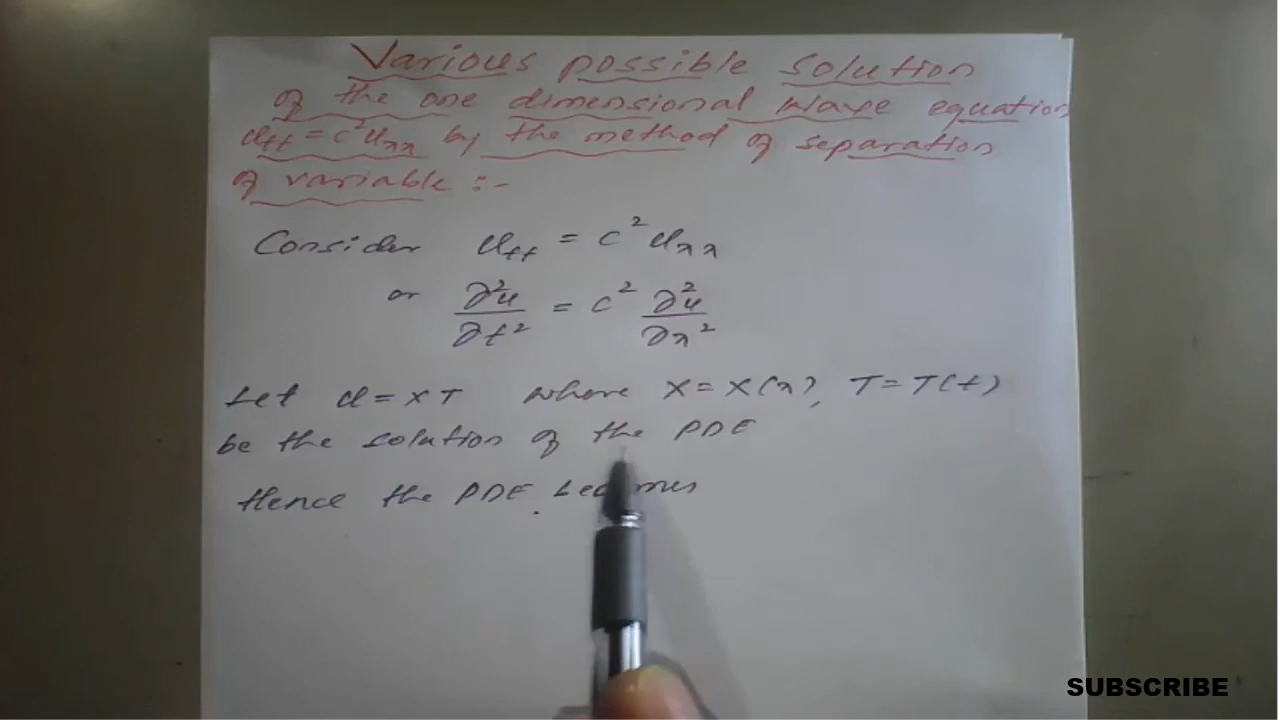 Various possible solution
of the one dimensional wave equation
utt = c²uxx by the method of separation
of variable :-
Consider utt = c²uxx
or ∂²u/∂t² = c² ∂²u/∂x²
Let u = XT where X = X(x), T = T(t)
be the solution of the PDE
Hence the PDE becomes
SUBSCRIBE